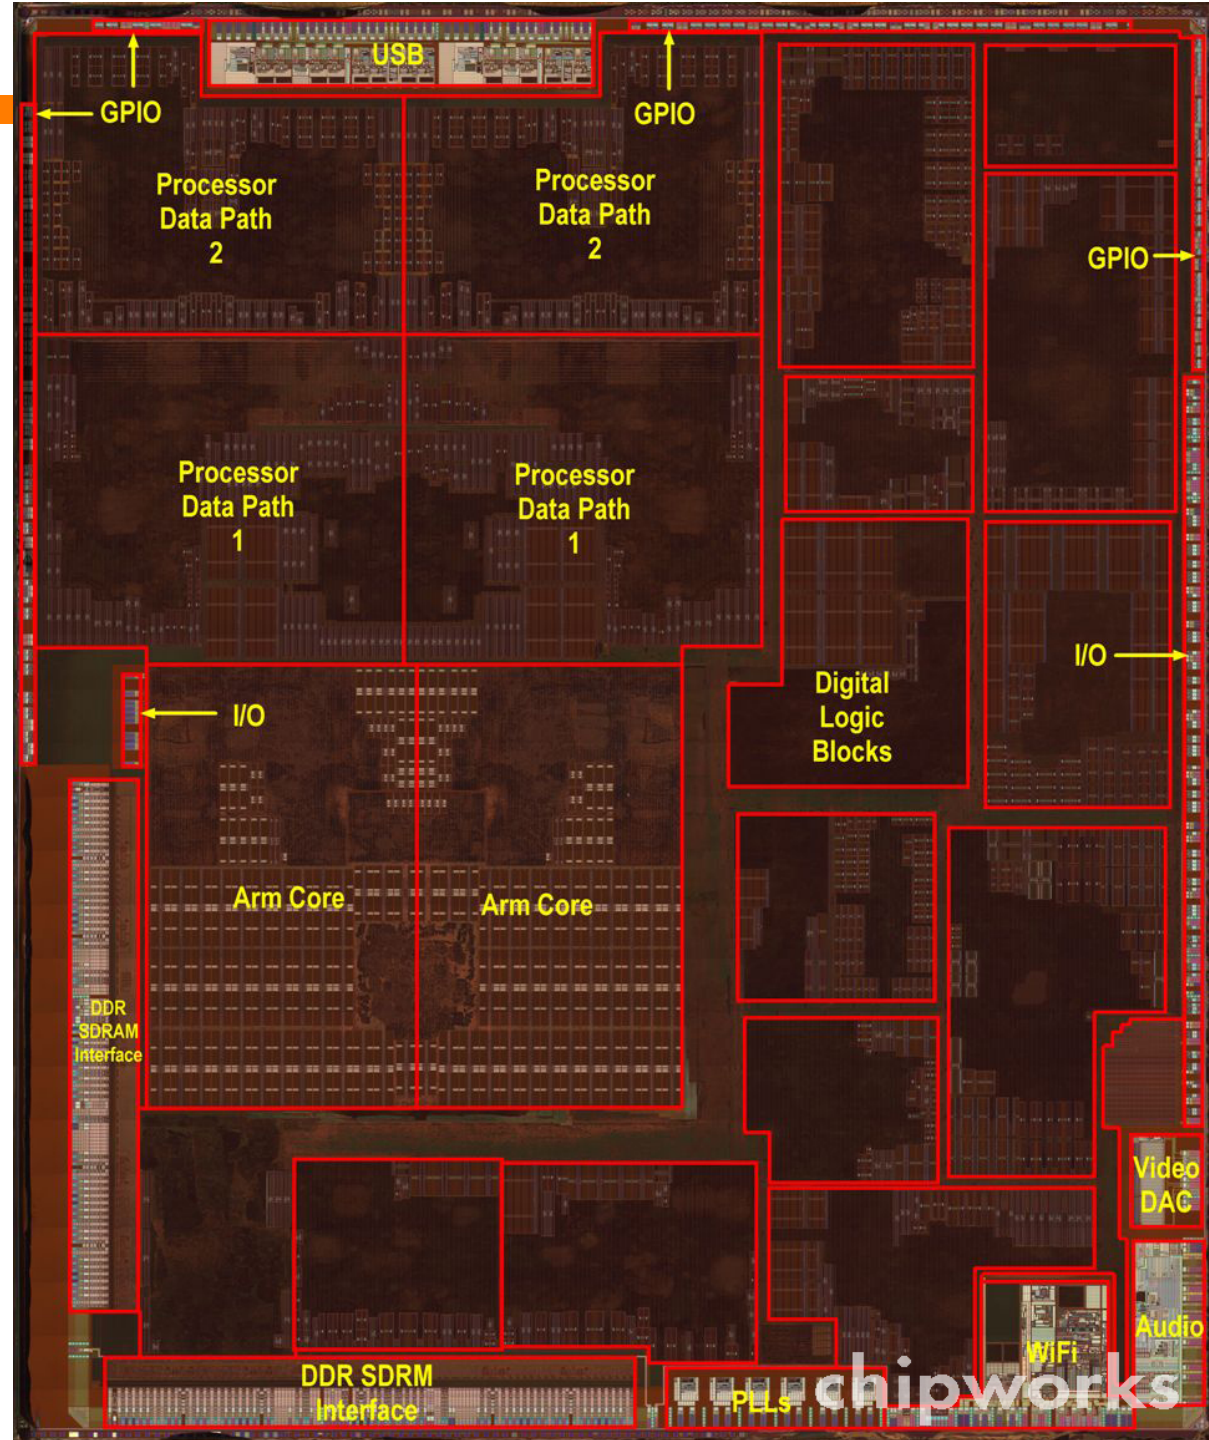 USB
GPIO
GPIO
Processor
Data Path
2
Processor
Data Path
2
GPIO
Processor
Data Path
1
Processor
Data Path
1
I/O
Digital
Logic
Blocks
I/O
Arm Core
Arm Core
DDR
SDRAM
Interface
Video
DAC
Audio
WiFi
DDR SDRM
Interface
PLLs
chipworks